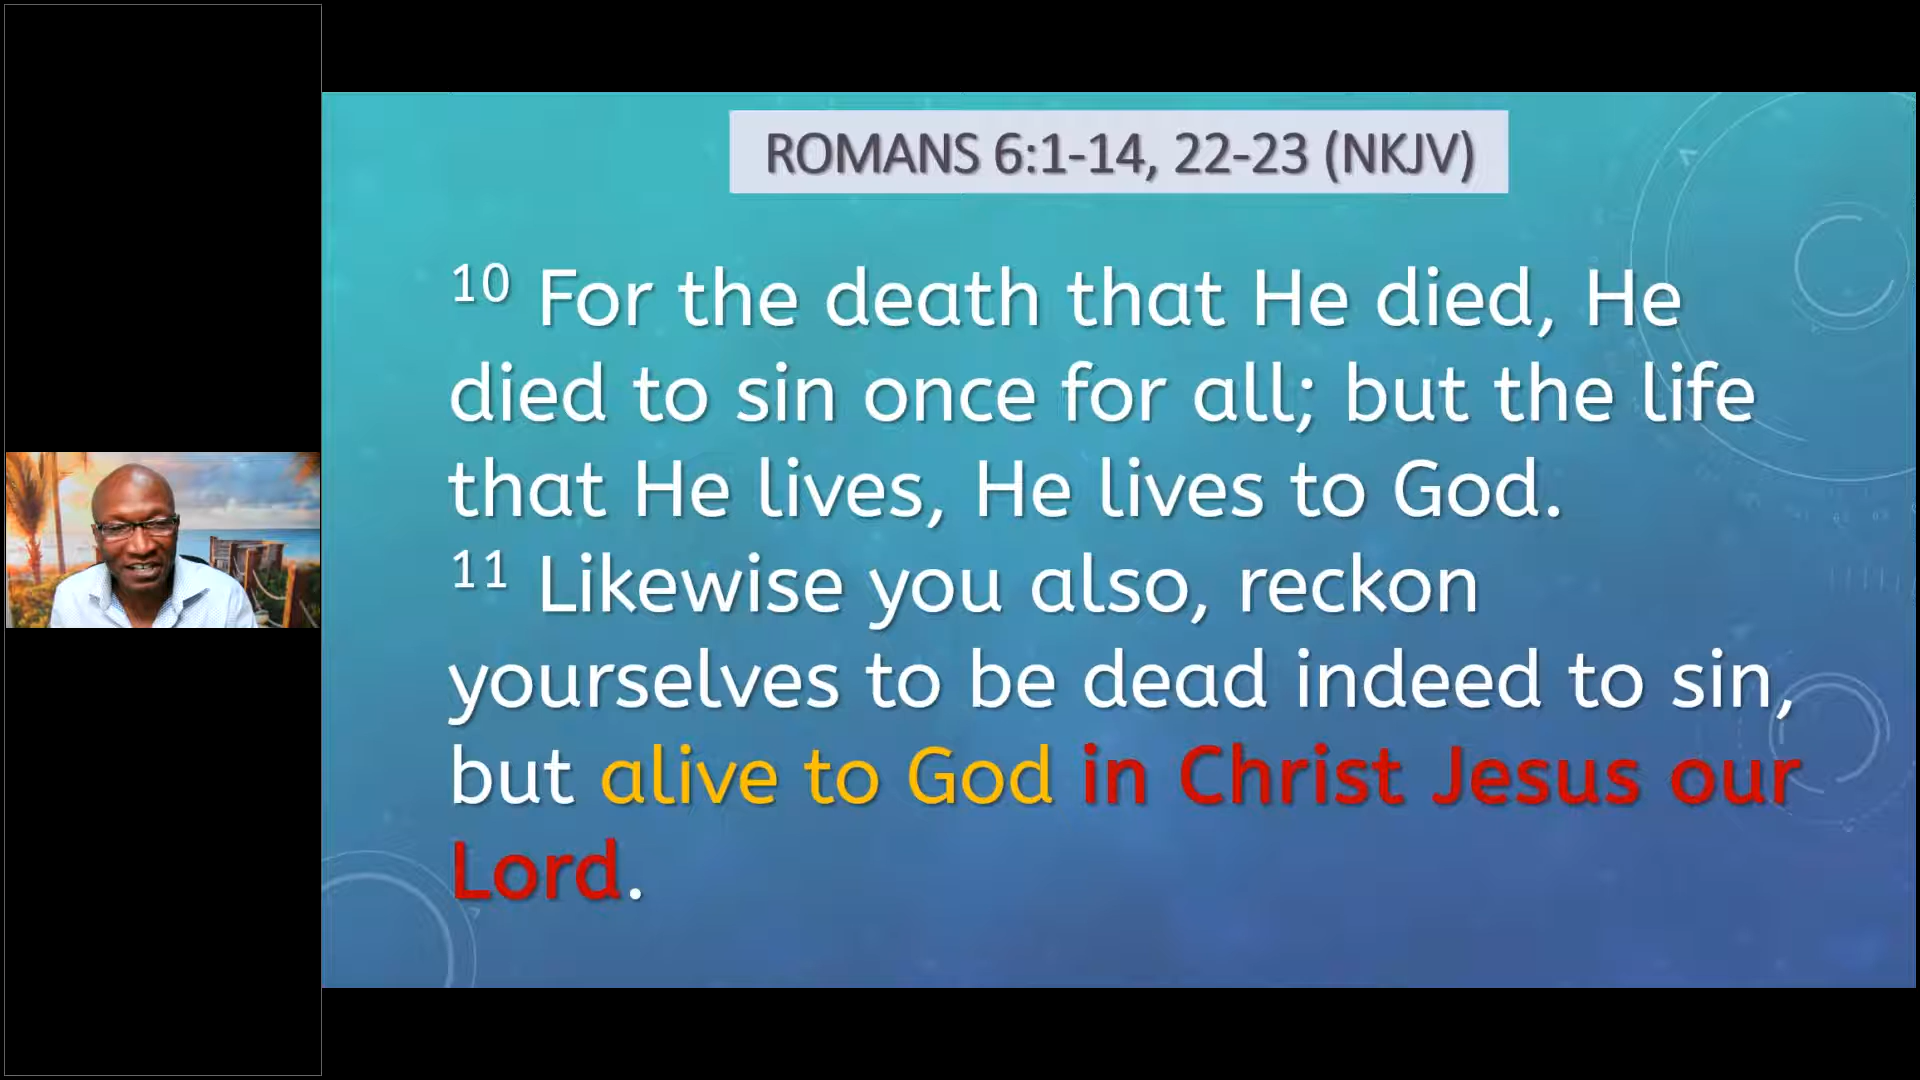 ROMANS 6:1-14, 22-23 (NKJV)
10 For the death that He died, He
died to sin once for all; but the life
that He lives, He lives to God.
11 Likewise you also, reckon
yourselves to be dead indeed to sin,
but alive to God in Christ Jesus our
Lord.